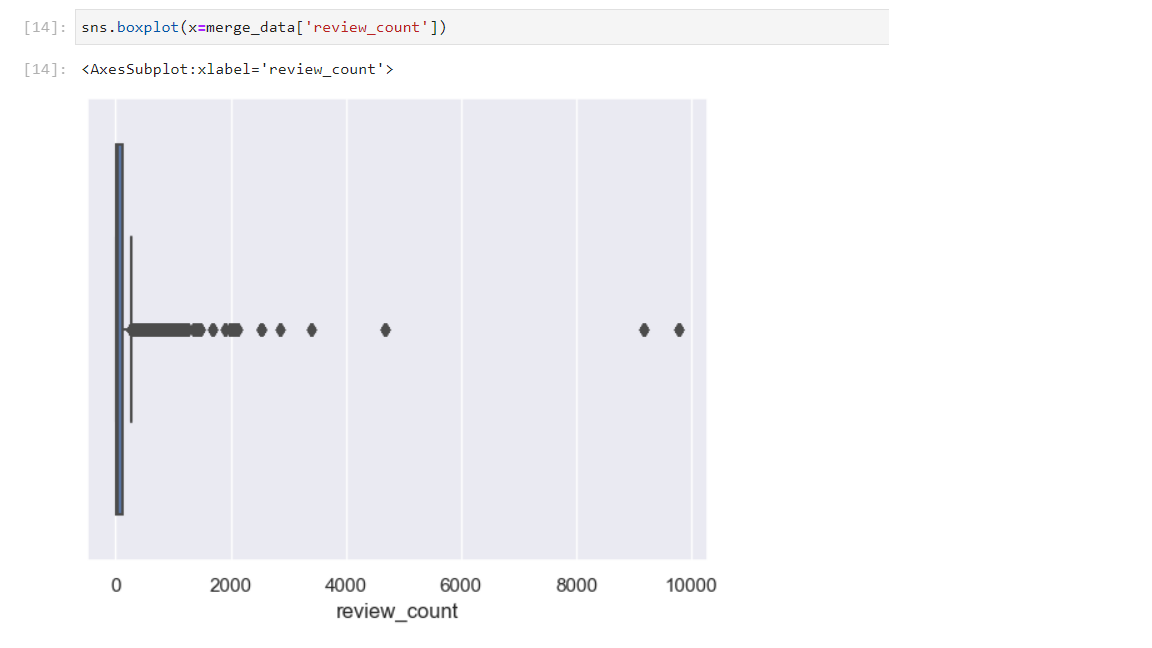 [14]: sns.boxplot(x=merge_data['review_count'])
[14]: <AxesSubplot:xlabel='review_count'>
0 2000 4000 6000 8000 10000
review_count